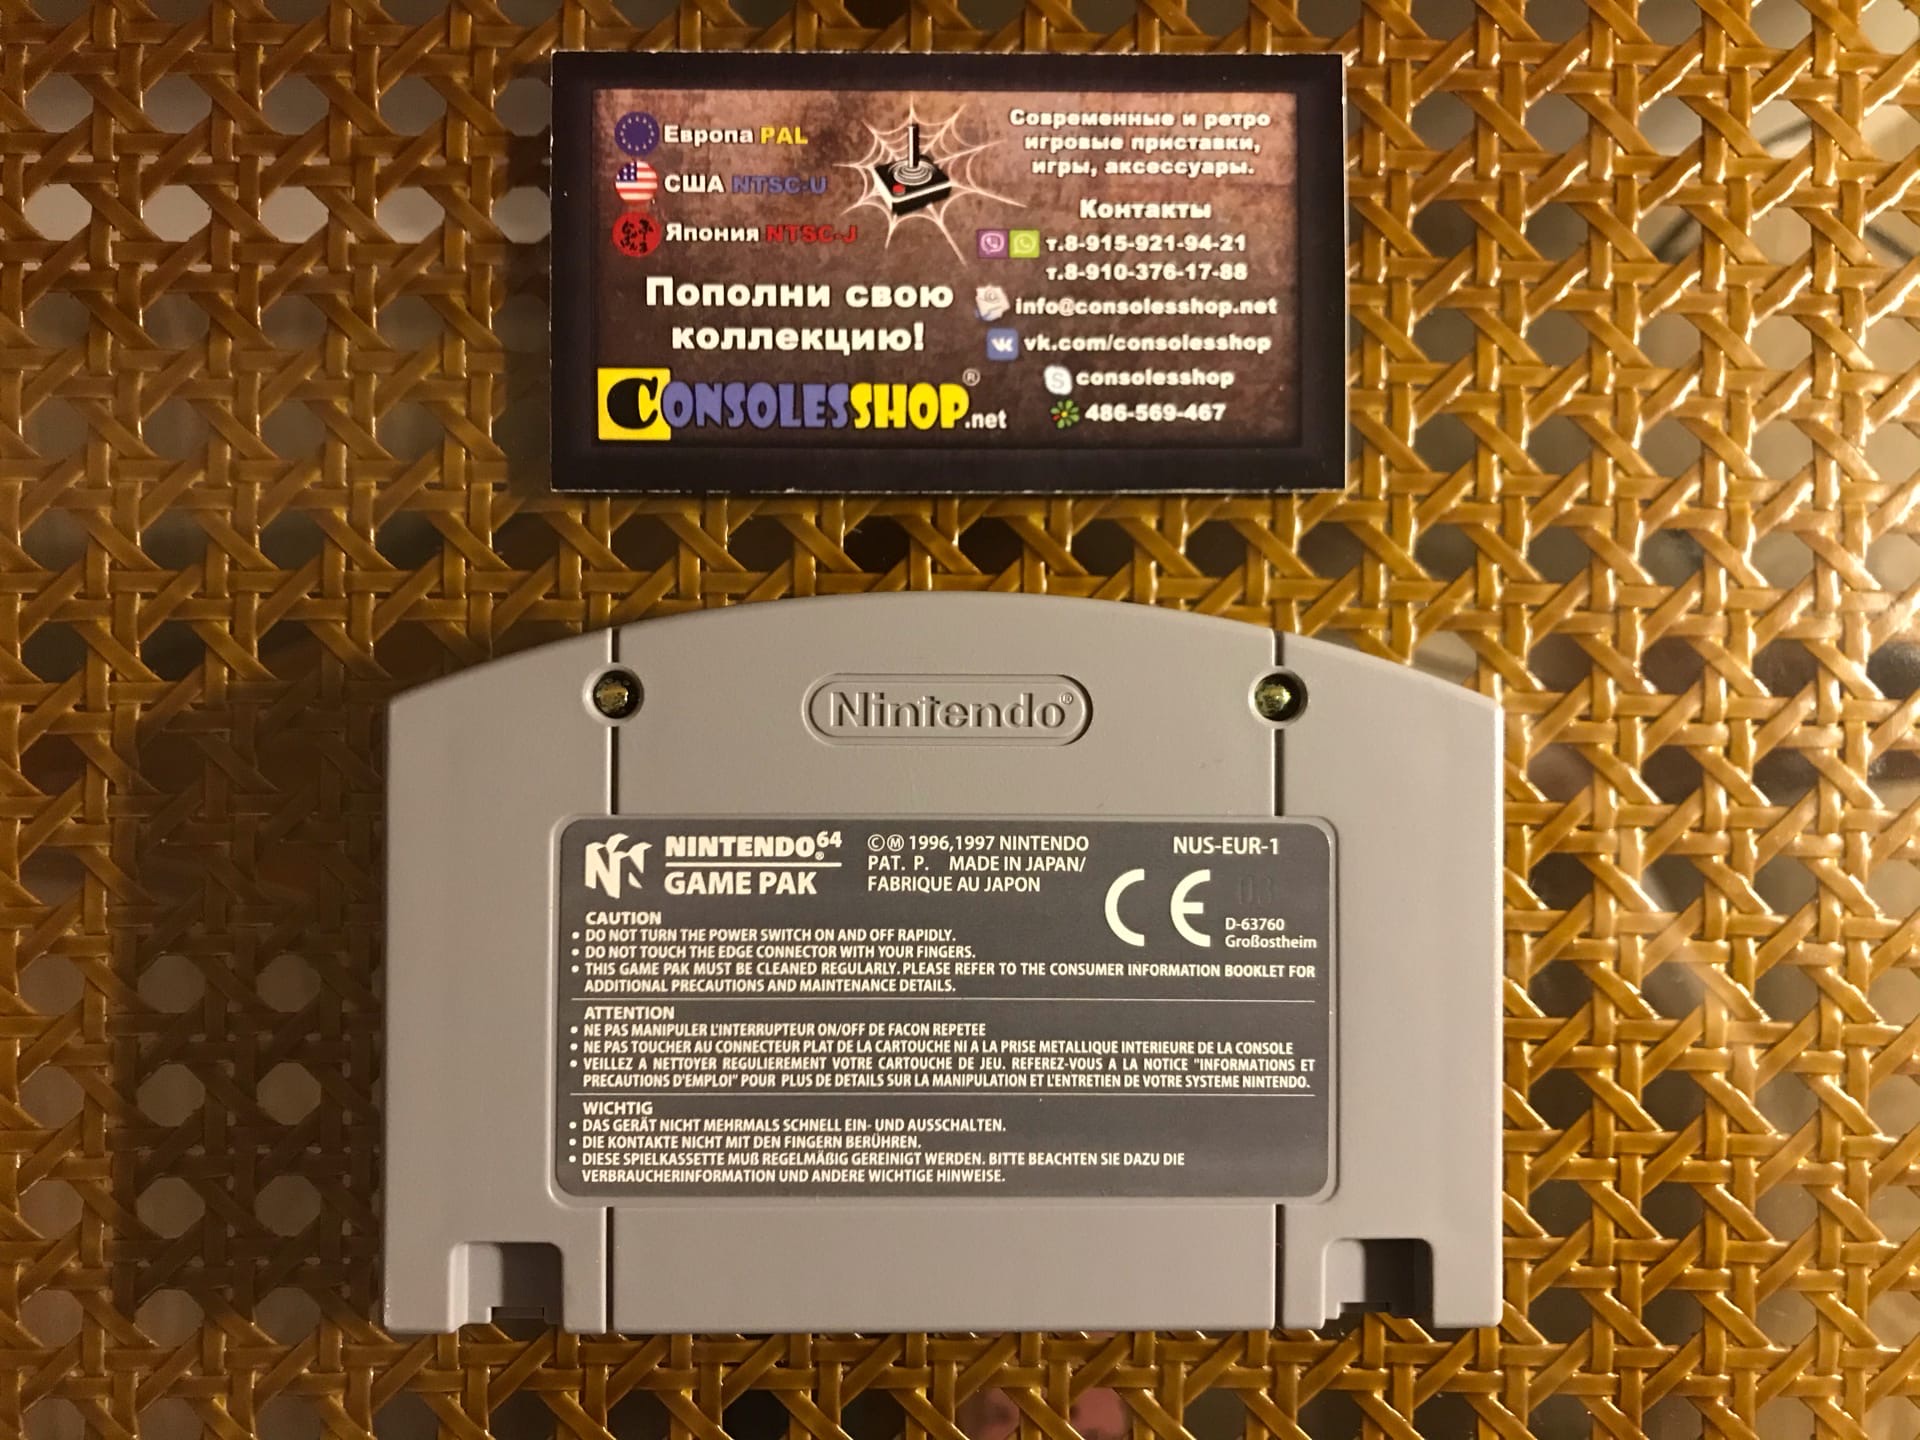 Европа PAL
США NTSC-U
Япония NTSC-J
Пополни свою
коллекцию!
CONSOLESSHOP.net®
Современные и ретро
игровые приставки,
игры, аксессуары.
Контакты
т.8-915-921-94-21
т.8-910-376-17-88
info@consolesshop.net
vk.com/consolesshop
consolesshop
486-569-467
Nintendo®
NINTENDO64®
GAME PAK
©Ⓜ 1996,1997 NINTENDO
PAT. P. MADE IN JAPAN/
FABRIQUE AU JAPON
NUS-EUR-1
CE
03
D-63760
Großostheim
CAUTION
• DO NOT TURN THE POWER SWITCH ON AND OFF RAPIDLY.
• DO NOT TOUCH THE EDGE CONNECTOR WITH YOUR FINGERS.
• THIS GAME PAK MUST BE CLEANED REGULARLY. PLEASE REFER TO THE CONSUMER INFORMATION BOOKLET FOR
ADDITIONAL PRECAUTIONS AND MAINTENANCE DETAILS.
ATTENTION
• NE PAS MANIPULER L'INTERRUPTEUR ON/OFF DE FACON REPETEE
• NE PAS TOUCHER AU CONNECTEUR PLAT DE LA CARTOUCHE NI A LA PRISE METALLIQUE INTERIEURE DE LA CONSOLE
• VEILLEZ A NETTOYER REGULIEREMENT VOTRE CARTOUCHE DE JEU. REFEREZ-VOUS A LA NOTICE "INFORMATIONS ET
PRECAUTIONS D'EMPLOI" POUR PLUS DE DETAILS SUR LA MANIPULATION ET L'ENTRETIEN DE VOTRE SYSTEME NINTENDO.
WICHTIG
• DAS GERÄT NICHT MEHRMALS SCHNELL EIN- UND AUSSCHALTEN.
• DIE KONTAKTE NICHT MIT DEN FINGERN BERÜHREN.
• DIESE SPIELKASSETTE MUß REGELMÄßIG GEREINIGT WERDEN. BITTE BEACHTEN SIE DAZU DIE
VERBRAUCHERINFORMATION UND ANDERE WICHTIGE HINWEISE.